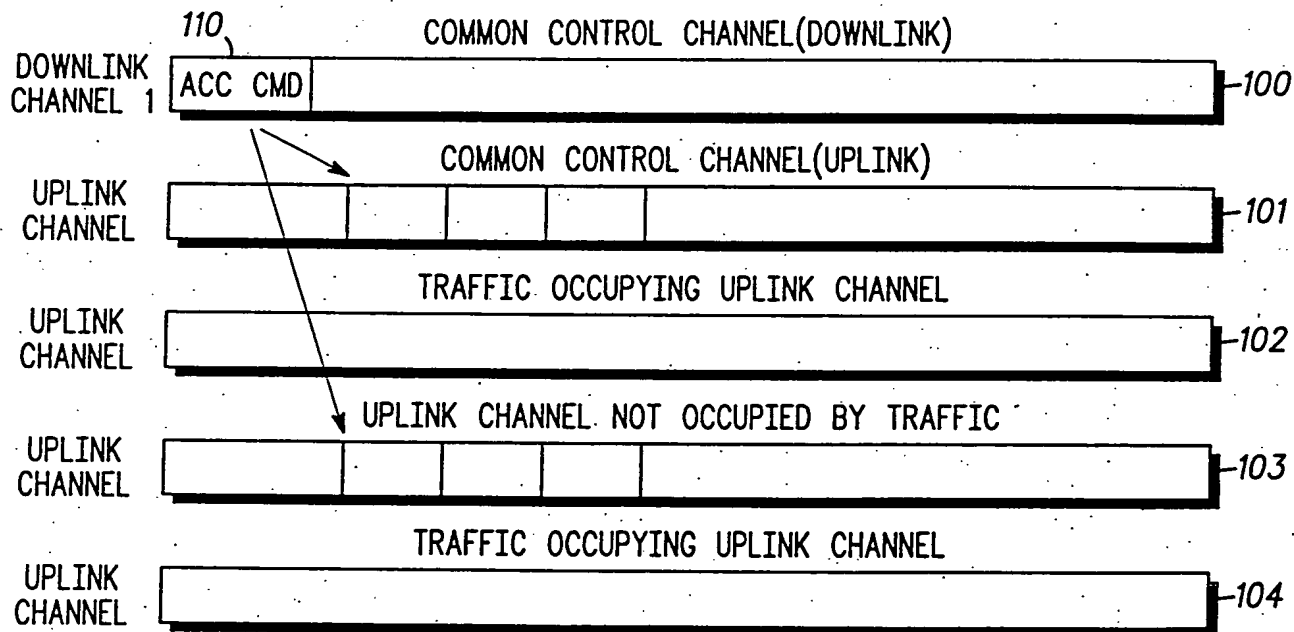 110
COMMON CONTROL CHANNEL(DOWNLINK)
DOWNLINK
CHANNEL 1
ACC CMD
100
COMMON CONTROL CHANNEL(UPLINK)
UPLINK
CHANNEL
101
TRAFFIC OCCUPYING UPLINK CHANNEL
UPLINK
CHANNEL
102
UPLINK CHANNEL NOT OCCUPIED BY TRAFFIC
UPLINK
CHANNEL
103
TRAFFIC OCCUPYING UPLINK CHANNEL
UPLINK
CHANNEL
104